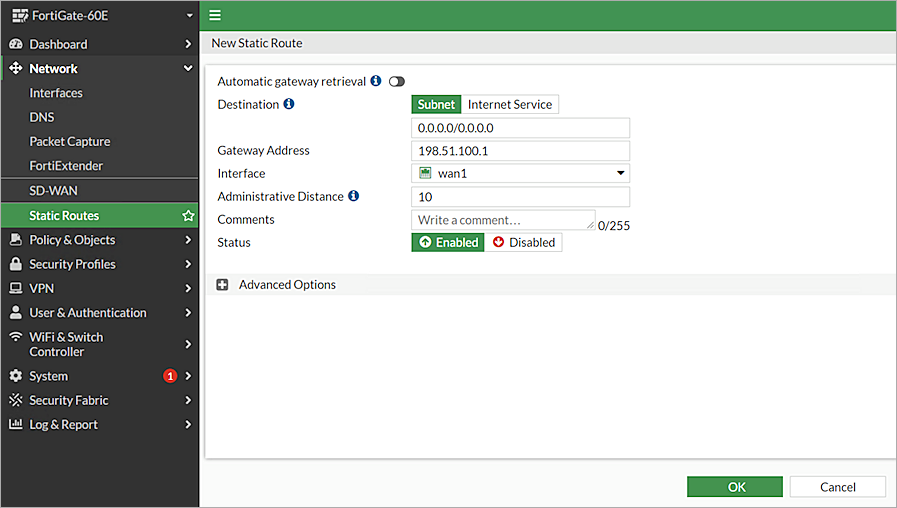 FortiGate-60E
Dashboard
Network
Interfaces
DNS
Packet Capture
FortiExtender
SD-WAN
Static Routes
Policy & Objects
Security Profiles
VPN
User & Authentication
WiFi & Switch
Controller
System 1
Security Fabric
Log & Report
New Static Route
Automatic gateway retrieval
Destination Subnet Internet Service
0.0.0.0/0.0.0.0
Gateway Address 198.51.100.1
Interface wan1
Administrative Distance 10
Comments Write a comment... 0/255
Status Enabled Disabled
Advanced Options
OK Cancel